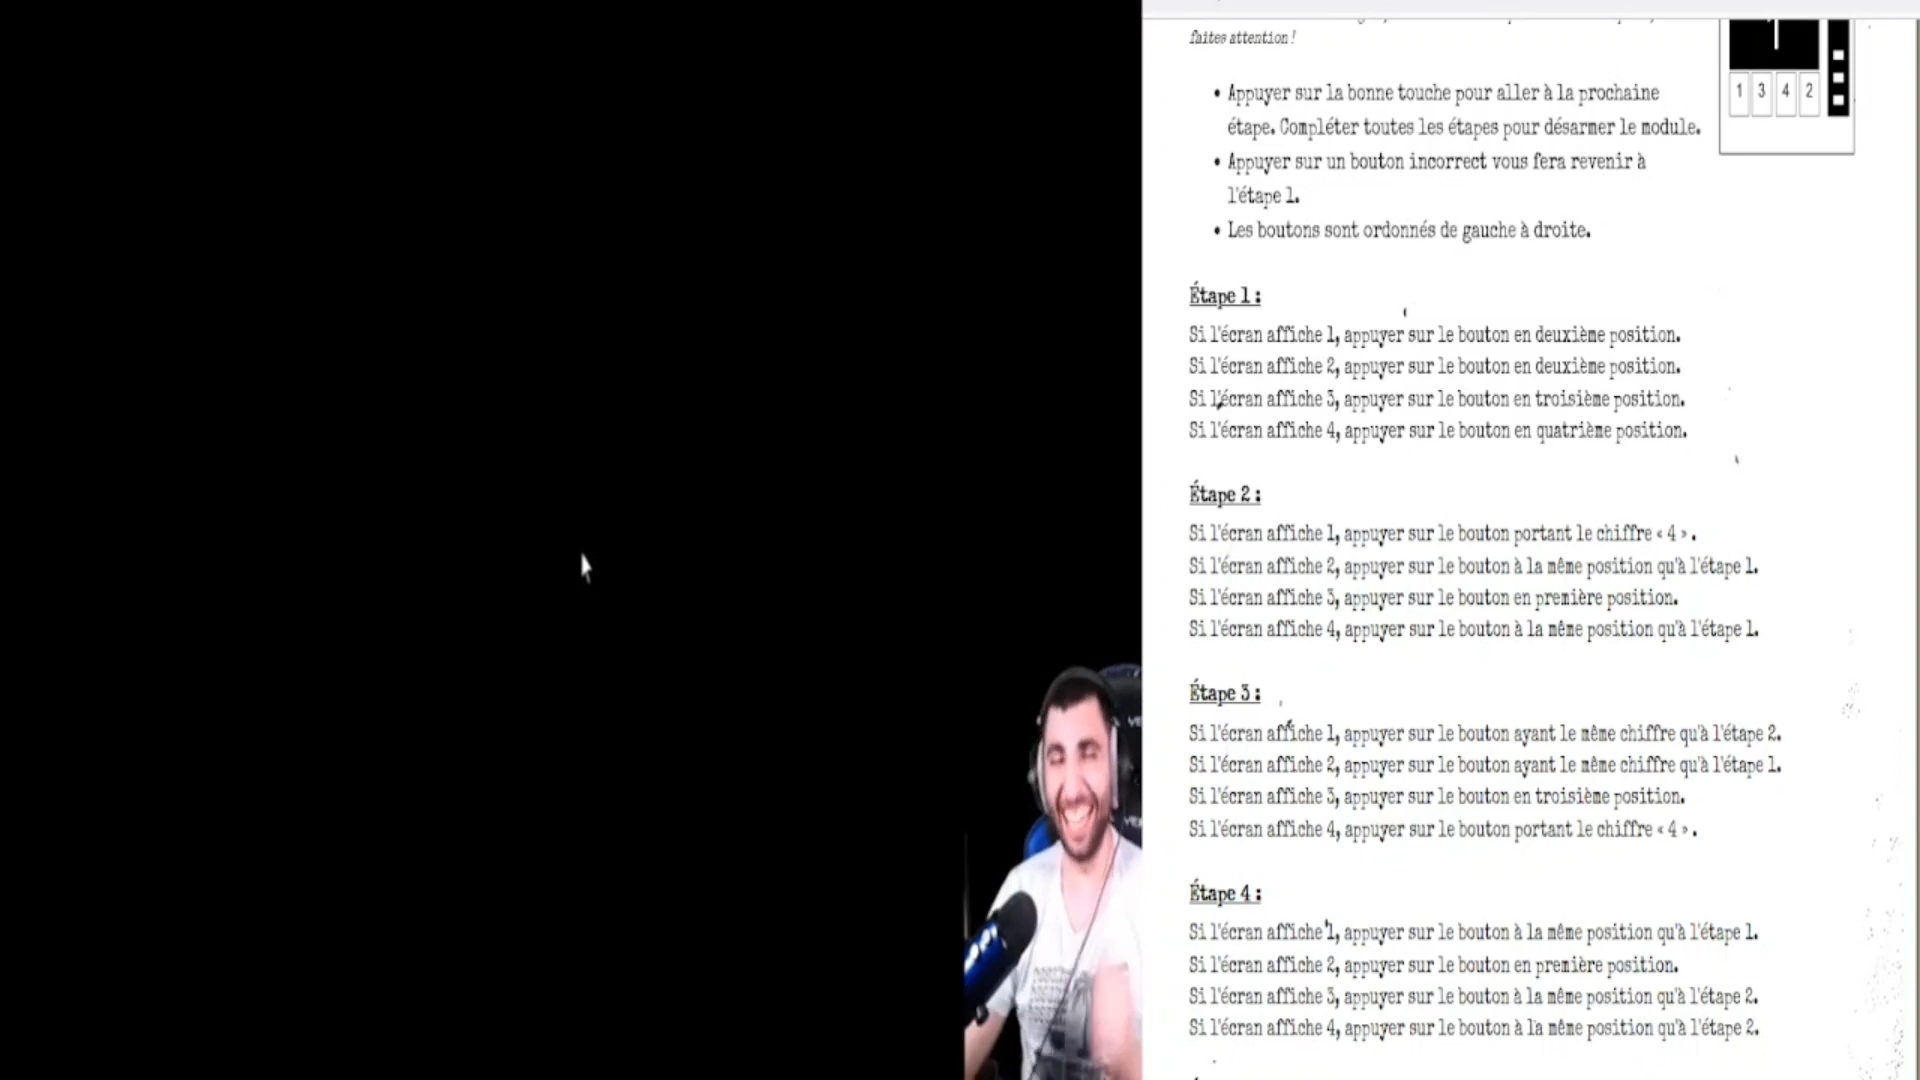 faites attention !
1 3 4 2
• Appuyer sur la bonne touche pour aller à la prochaine
étape. Compléter toutes les étapes pour désarmer le module.
• Appuyer sur un bouton incorrect vous fera revenir à
l'étape 1.
• Les boutons sont ordonnés de gauche à droite.
Étape 1 :
Si l'écran affiche 1, appuyer sur le bouton en deuxième position.
Si l'écran affiche 2, appuyer sur le bouton en deuxième position.
Si l'écran affiche 3, appuyer sur le bouton en troisième position.
Si l'écran affiche 4, appuyer sur le bouton en quatrième position.
Étape 2 :
Si l'écran affiche 1, appuyer sur le bouton portant le chiffre « 4 ».
Si l'écran affiche 2, appuyer sur le bouton à la même position qu'à l'étape 1.
Si l'écran affiche 3, appuyer sur le bouton en première position.
Si l'écran affiche 4, appuyer sur le bouton à la même position qu'à l'étape 1.
Étape 3 :
Si l'écran affiche 1, appuyer sur le bouton ayant le même chiffre qu'à l'étape 2.
Si l'écran affiche 2, appuyer sur le bouton ayant le même chiffre qu'à l'étape 1.
Si l'écran affiche 3, appuyer sur le bouton en troisième position.
Si l'écran affiche 4, appuyer sur le bouton portant le chiffre « 4 ».
Étape 4 :
Si l'écran affiche 1, appuyer sur le bouton à la même position qu'à l'étape 1.
Si l'écran affiche 2, appuyer sur le bouton en première position.
Si l'écran affiche 3, appuyer sur le bouton à la même position qu'à l'étape 2.
Si l'écran affiche 4, appuyer sur le bouton à la même position qu'à l'étape 2.